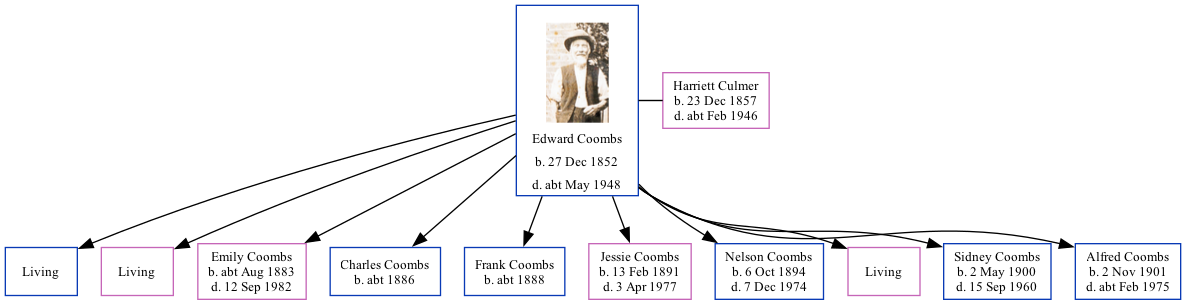 Edward Coombs
b. 27 Dec 1852
d. abt May 1948
Harriett Culmer
b. 23 Dec 1857
d. abt Feb 1946
Living
Living
Emily Coombs
b. abt Aug 1883
d. 12 Sep 1982
Charles Coombs
b. abt 1886
Frank Coombs
b. abt 1888
Jessie Coombs
b. 13 Feb 1891
d. 3 Apr 1977
Nelson Coombs
b. 6 Oct 1894
d. 7 Dec 1974
Living
Sidney Coombs
b. 2 May 1900
d. 15 Sep 1960
Alfred Coombs
b. 2 Nov 1901
d. abt Feb 1975